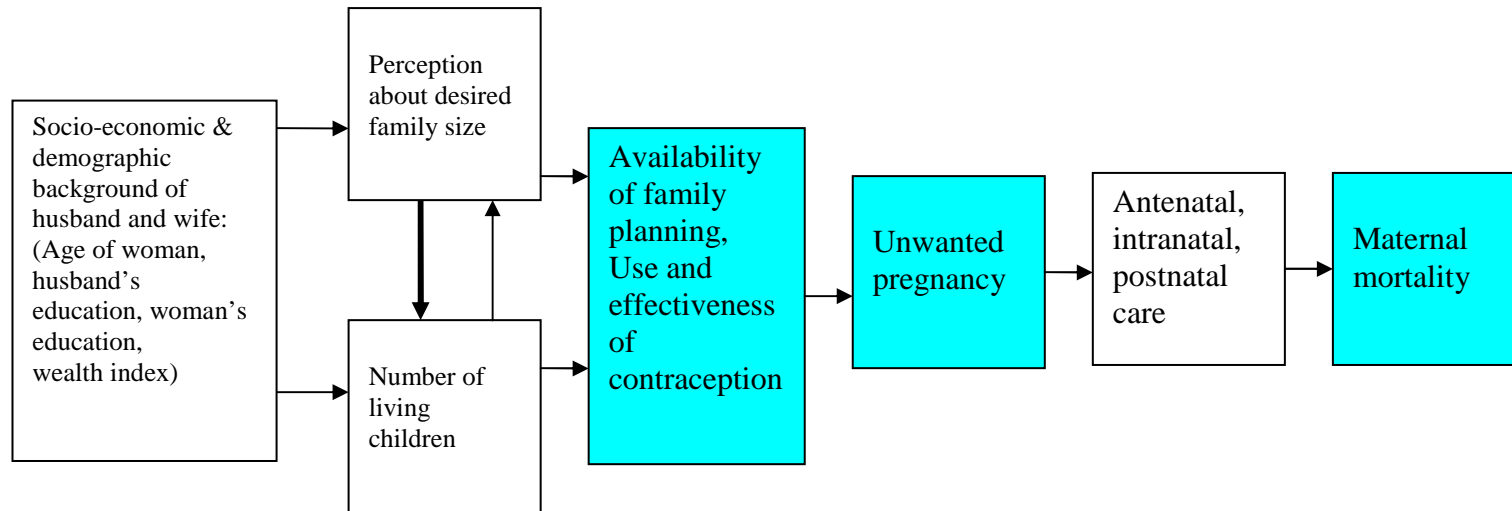 Socio-economic &
demographic
background of
husband and wife:
(Age of woman,
husband's
education, woman's
education,
wealth index)
Perception
about desired
family size
Number of
living
children
Availability
of family
planning,
Use and
effectiveness
of
contraception
Unwanted
pregnancy
Antenatal,
intranatal,
postnatal
care
Maternal
mortality